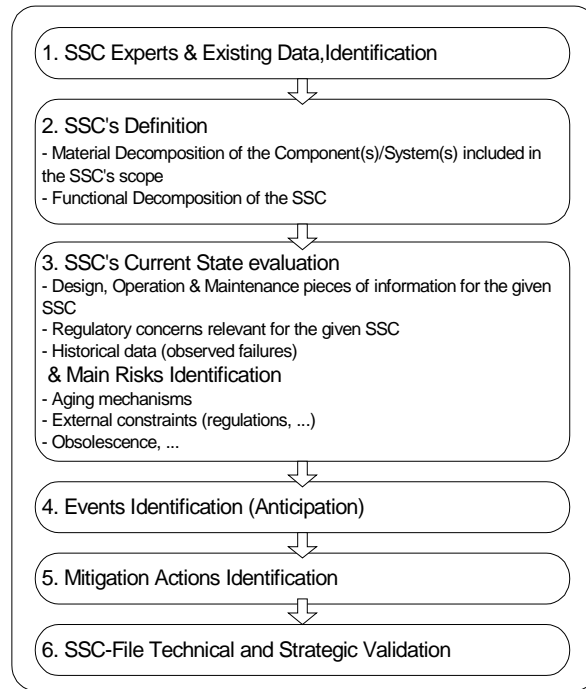 1. SSC Experts & Existing Data,Identification
2. SSC's Definition
- Material Decomposition of the Component(s)/System(s) included in
the SSC's scope
- Functional Decomposition of the SSC
3. SSC's Current State evaluation
- Design, Operation & Maintenance pieces of information for the given
SSC
- Regulatory concerns relevant for the given SSC
- Historical data (observed failures)
& Main Risks Identification
- Aging mechanisms
- External constraints (regulations, ...)
- Obsolescence, ...
4. Events Identification (Anticipation)
5. Mitigation Actions Identification
6. SSC-File Technical and Strategic Validation